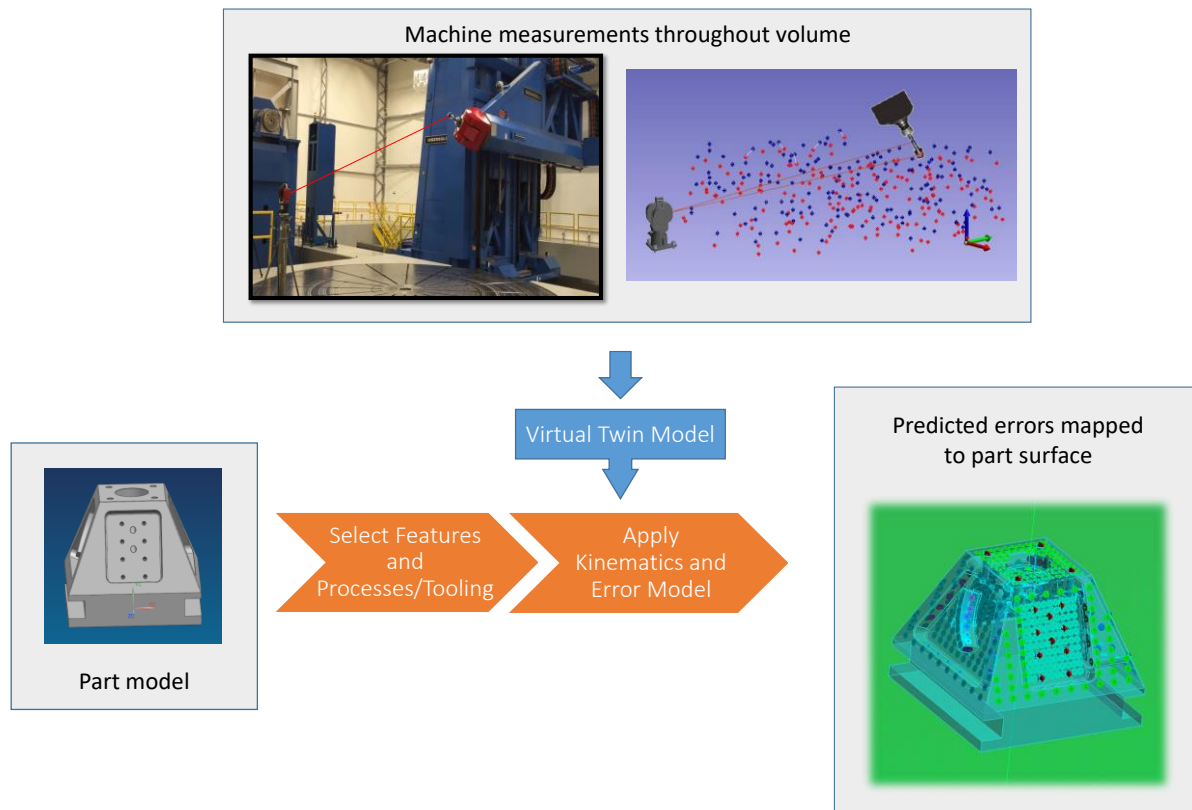 Machine measurements throughout volume
Virtual Twin Model
Predicted errors mapped
to part surface
Select Features
and
Processes/Tooling
Apply
Kinematics and
Error Model
Part model